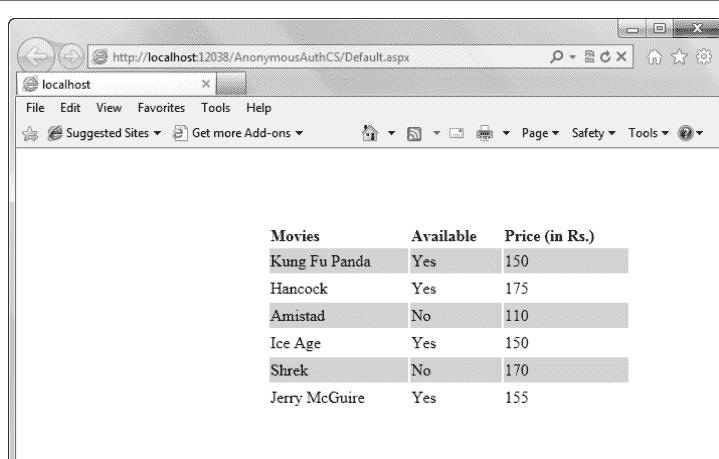 http://localhost:12038/AnonymousAuthCS/Default.aspx
localhost
File Edit View Favorites Tools Help
Suggested Sites Get more Add-ons Page Safety Tools
Movies Available Price (in Rs.)
Kung Fu Panda Yes 150
Hancock Yes 175
Amistad No 110
Ice Age Yes 150
Shrek No 170
Jerry McGuire Yes 155